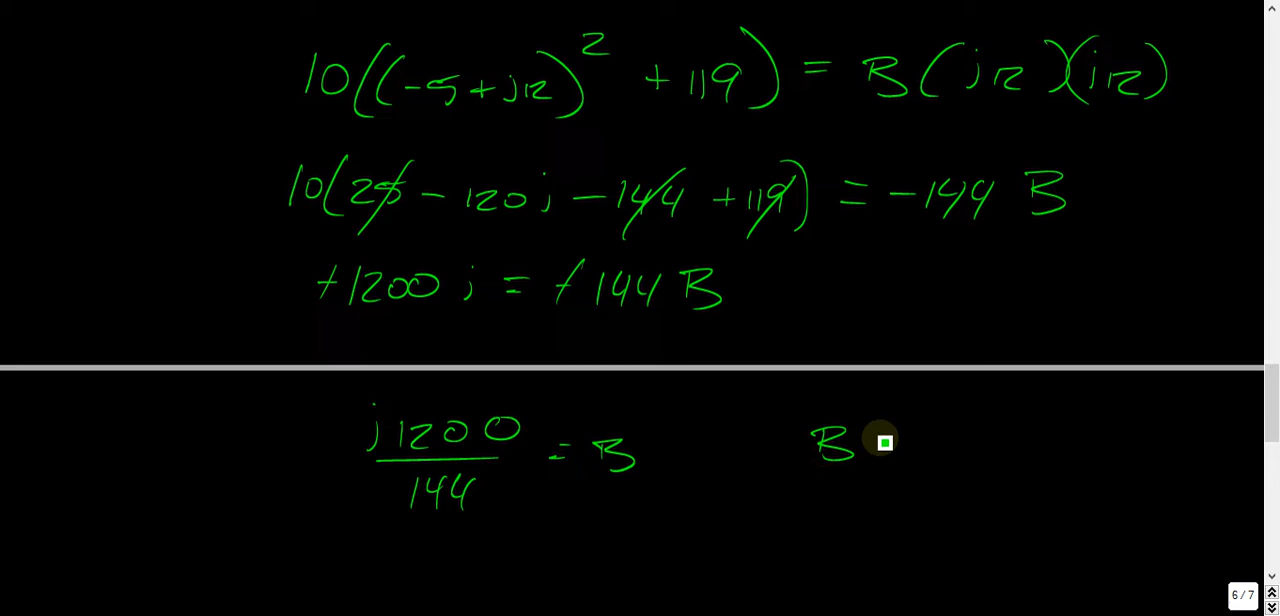 10((-5+j12)² + 119) = B(j12)(j12)
10(25 - 120j - 144 + 119) = -144 B
+1200 j = +144 B
j1200/144 = B B
6 / 7